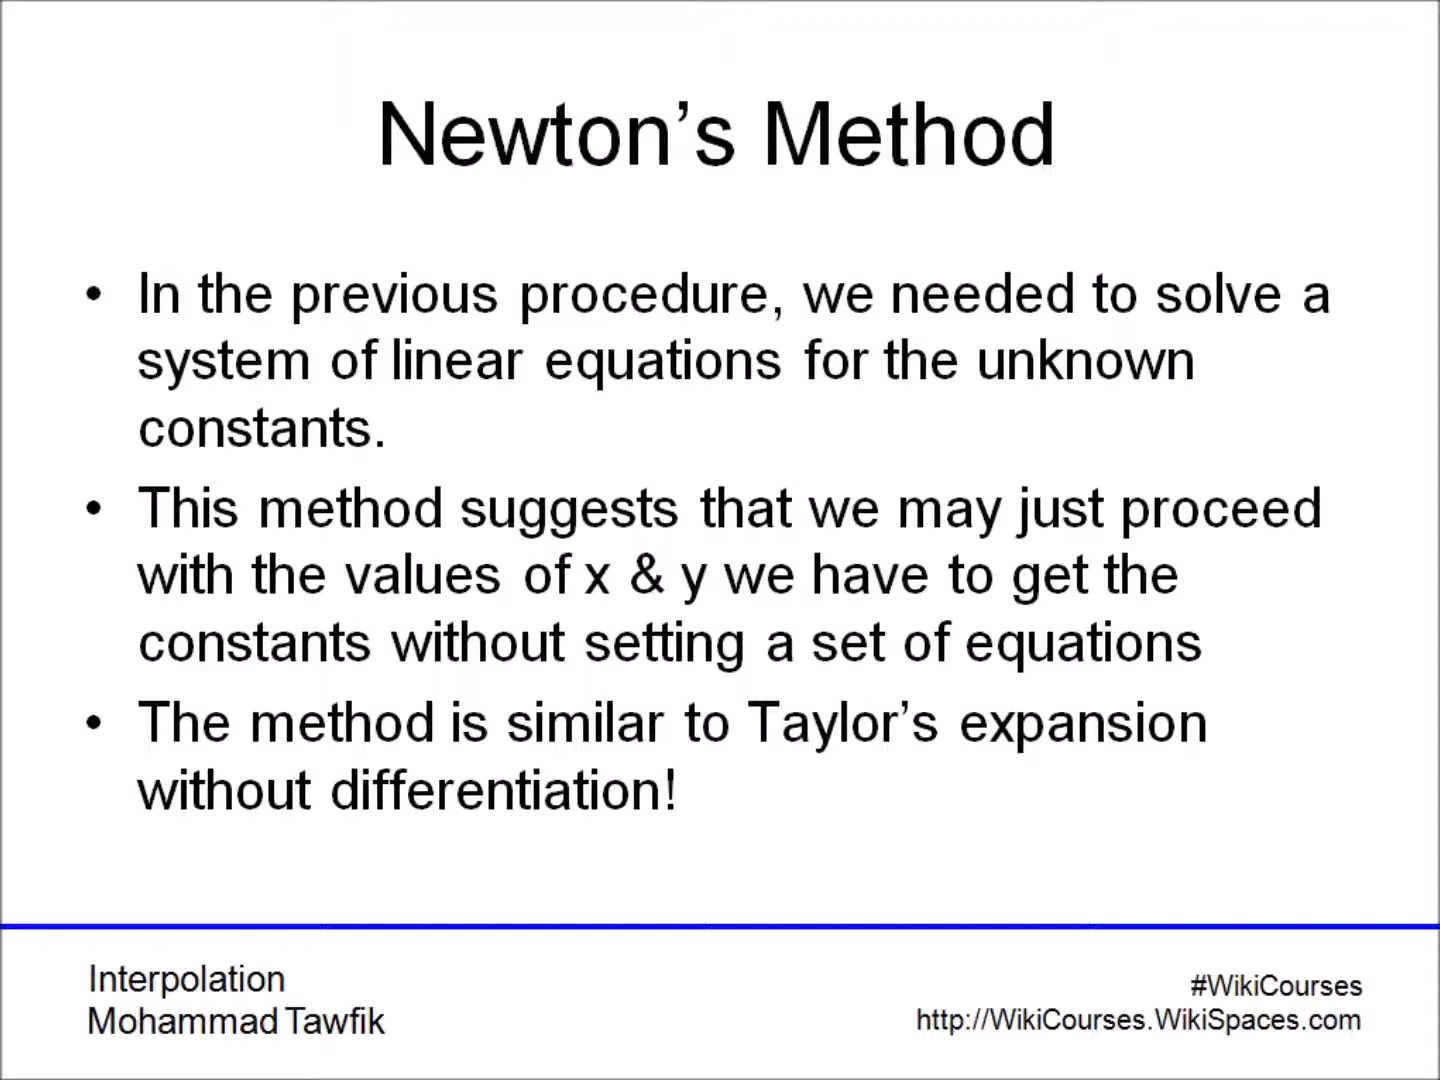 Newton’s Method
• In the previous procedure, we needed to solve a
system of linear equations for the unknown
constants.
• This method suggests that we may just proceed
with the values of x & y we have to get the
constants without setting a set of equations
• The method is similar to Taylor’s expansion
without differentiation!
Interpolation
Mohammad Tawfik
#WikiCourses
http://WikiCourses.WikiSpaces.com